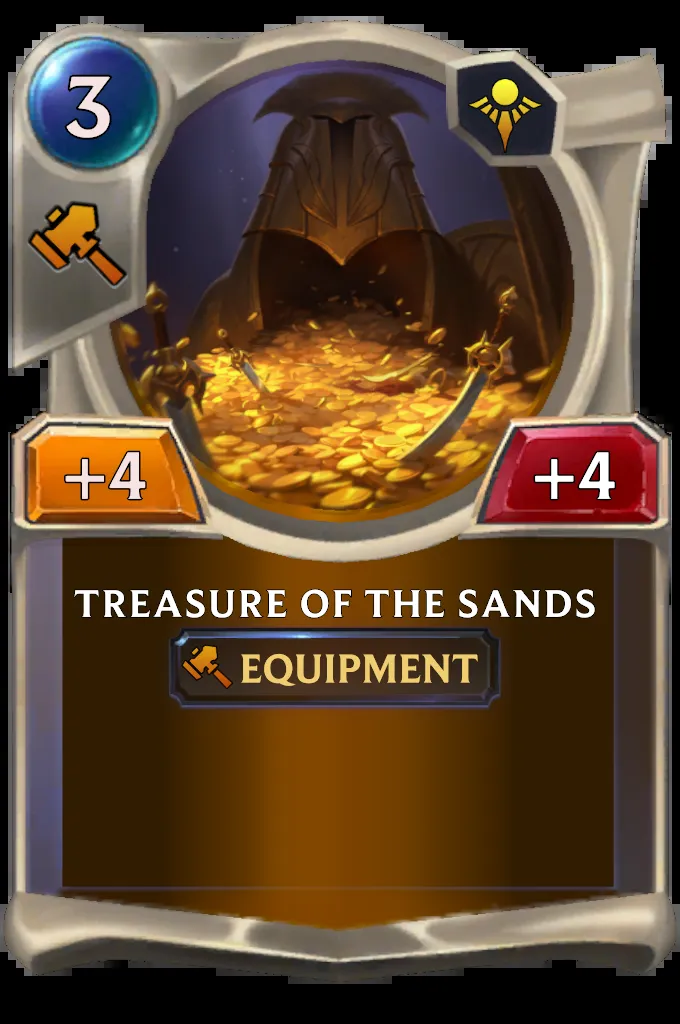 3
+4
+4
TREASURE OF THE SANDS
EQUIPMENT